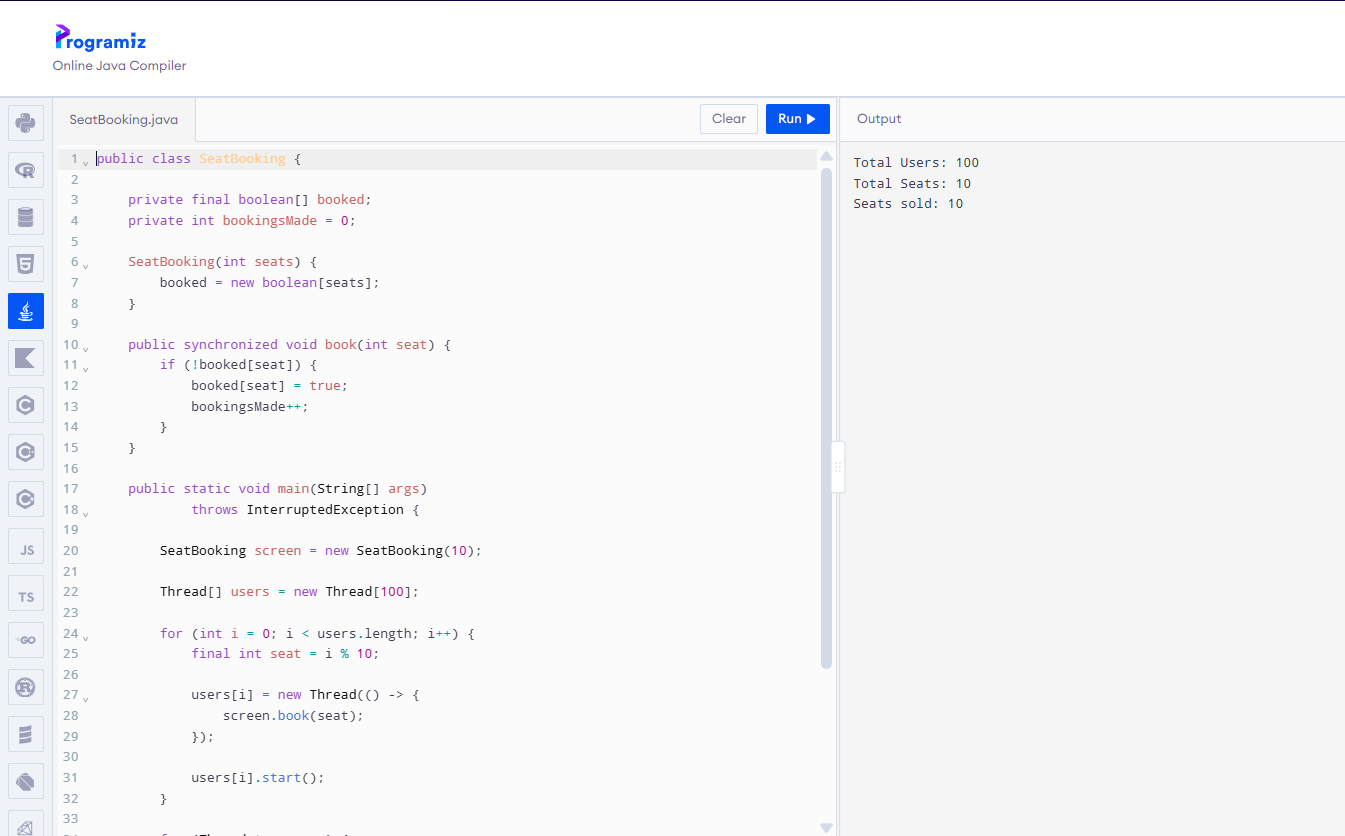 Programiz
Online Java Compiler
SeatBooking.java
Clear
Run
Output
1 public class SeatBooking {
2
3     private final boolean[] booked;
4     private int bookingsMade = 0;
5
6     SeatBooking(int seats) {
7         booked = new boolean[seats];
8     }
9
10     public synchronized void book(int seat) {
11         if (!booked[seat]) {
12             booked[seat] = true;
13             bookingsMade++;
14         }
15     }
16
17     public static void main(String[] args)
18             throws InterruptedException {
19
20         SeatBooking screen = new SeatBooking(10);
21
22         Thread[] users = new Thread[100];
23
24         for (int i = 0; i < users.length; i++) {
25             final int seat = i % 10;
26
27             users[i] = new Thread(() -> {
28                 screen.book(seat);
29             });
30
31             users[i].start();
32         }
33
Total Users: 100
Total Seats: 10
Seats sold: 10
JS
TS
GO